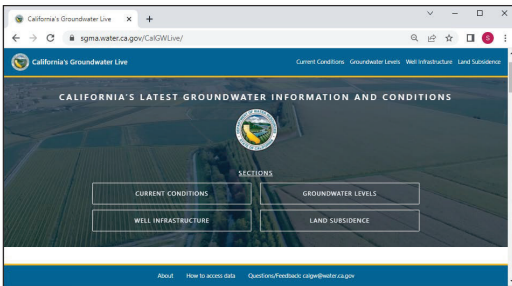 California's Groundwater Live
sgma.water.ca.gov/CalGWLive/
S
California's Groundwater Live
Current Conditions Groundwater Levels Well Infrastructure Land Subsidence
CALIFORNIA'S LATEST GROUNDWATER INFORMATION AND CONDITIONS
SECTIONS
CURRENT CONDITIONS GROUNDWATER LEVELS
WELL INFRASTRUCTURE LAND SUBSIDENCE
About How to access data Questions/Feedback: calgw@water.ca.gov